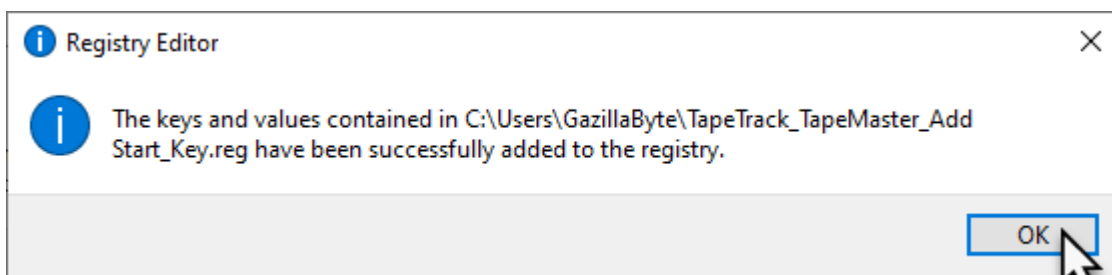 Registry Editor
The keys and values contained in C:\Users\GazillaByte\TapeTrack_TapeMaster_Add
Start_Key.reg have been successfully added to the registry.
OK